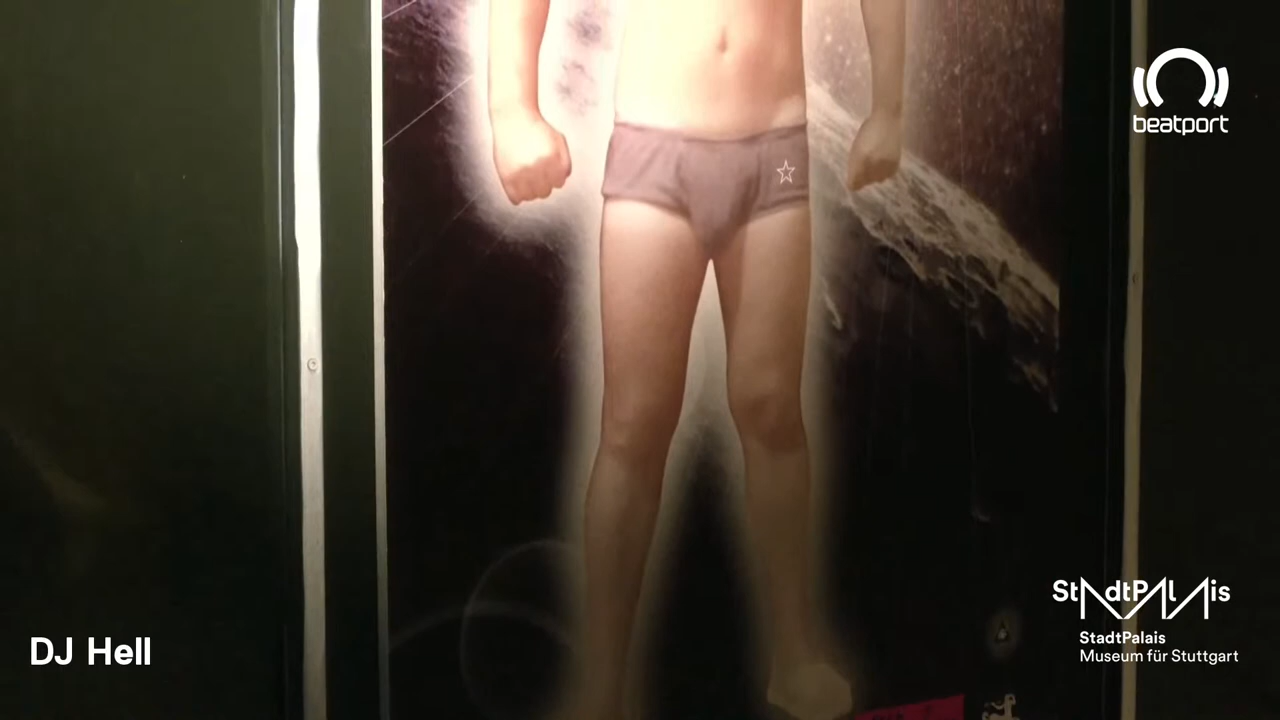 beatport
StadtPalais
StadtPalais
Museum für Stuttgart
DJ Hell